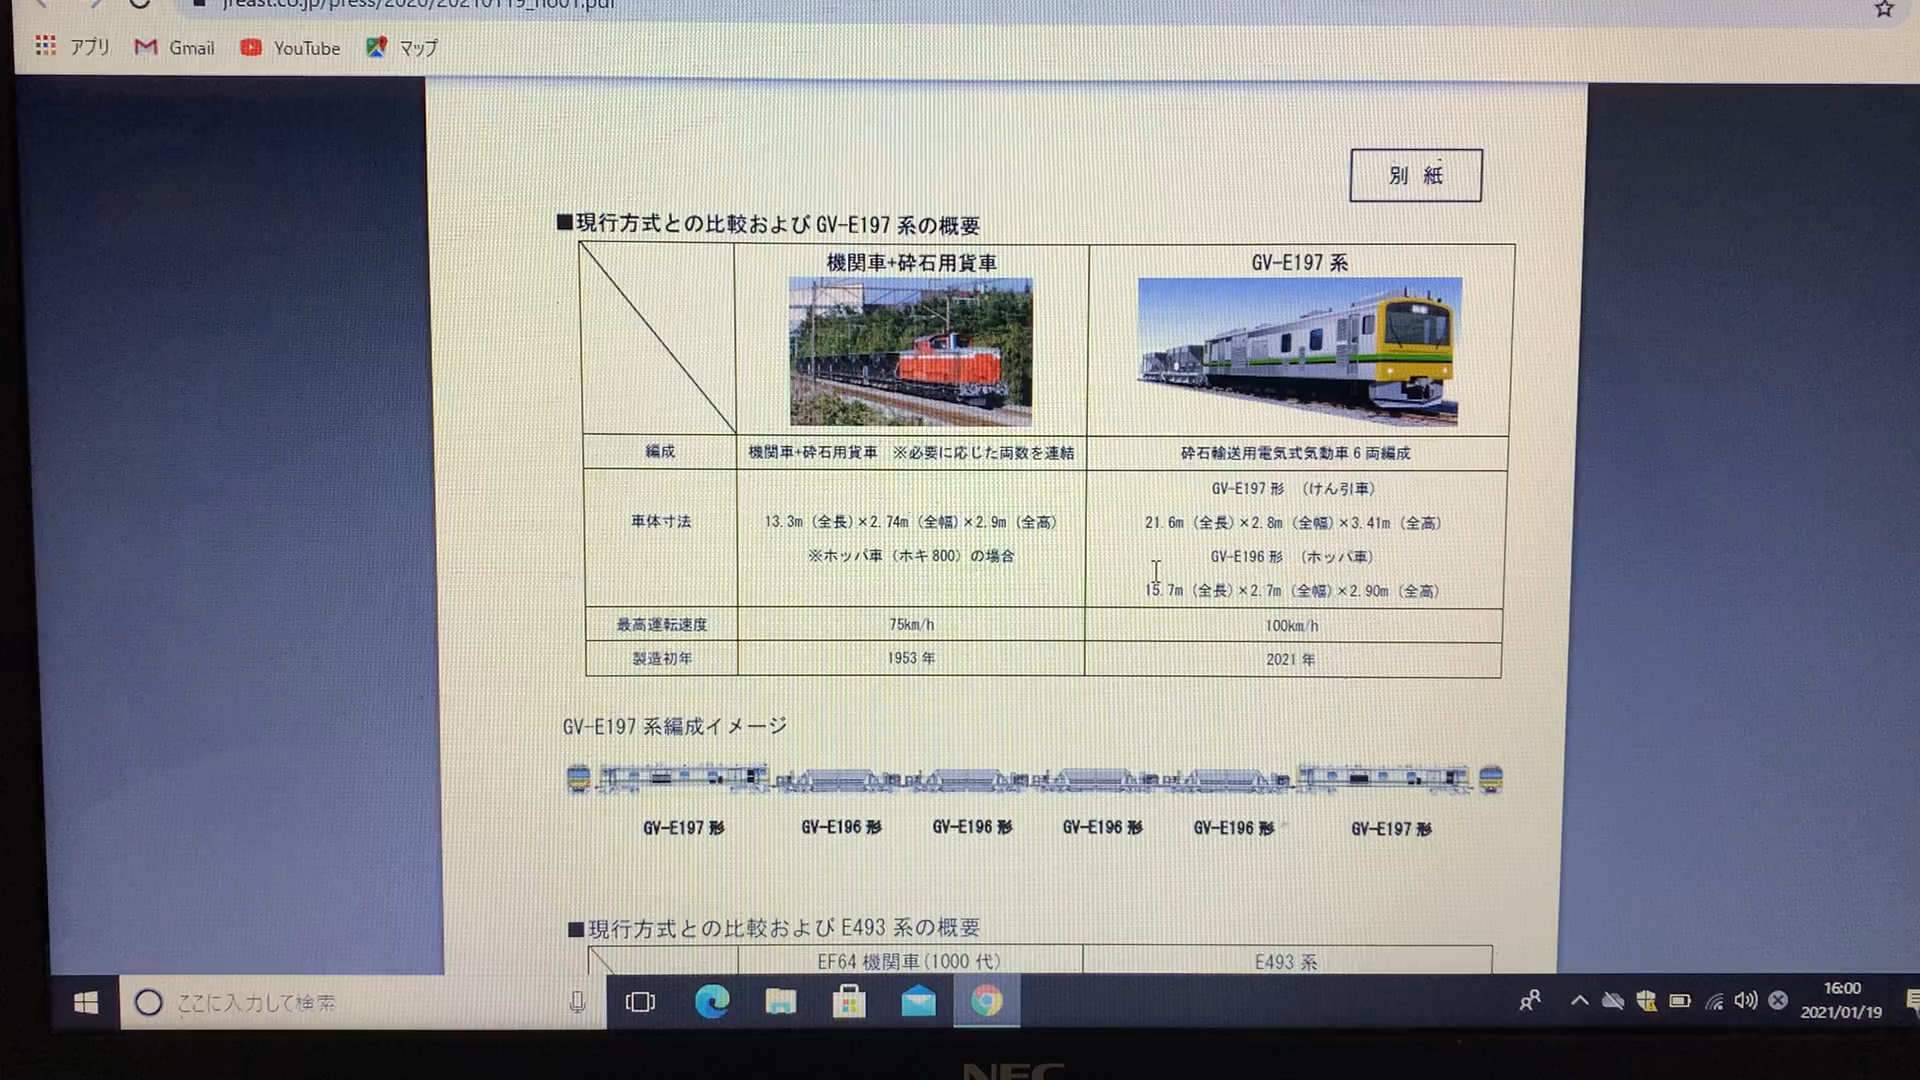 jreast.co.jp/press/2020/20210119_ho01.pdf
アプリ Gmail YouTube マップ
別 紙
■現行方式との比較および GV-E197 系の概要
機関車+砕石用貨車 GV-E197 系
編成 機関車+砕石用貨車 ※必要に応じた両数を連結 砕石輸送用電気式気動車 6 両編成
GV-E197 形 (けん引車)
車体寸法 13.3m (全長)×2.74m (全幅)×2.9m (全高) 21.6m (全長)×2.8m (全幅)×3.41m (全高)
※ホッパ車 (ホキ 800) の場合 GV-E196 形 (ホッパ車)
15.7m (全長)×2.7m (全幅)×2.90m (全高)
最高運転速度 75km/h 100km/h
製造初年 1953 年 2021 年
GV-E197 系編成イメージ
GV-E197 形 GV-E196 形 GV-E196 形 GV-E196 形 GV-E196 形 GV-E197 形
■現行方式との比較および E493 系の概要
EF64 機関車(1000 代) E493 系
ここに入力して検索
16:00
2021/01/19
NEC